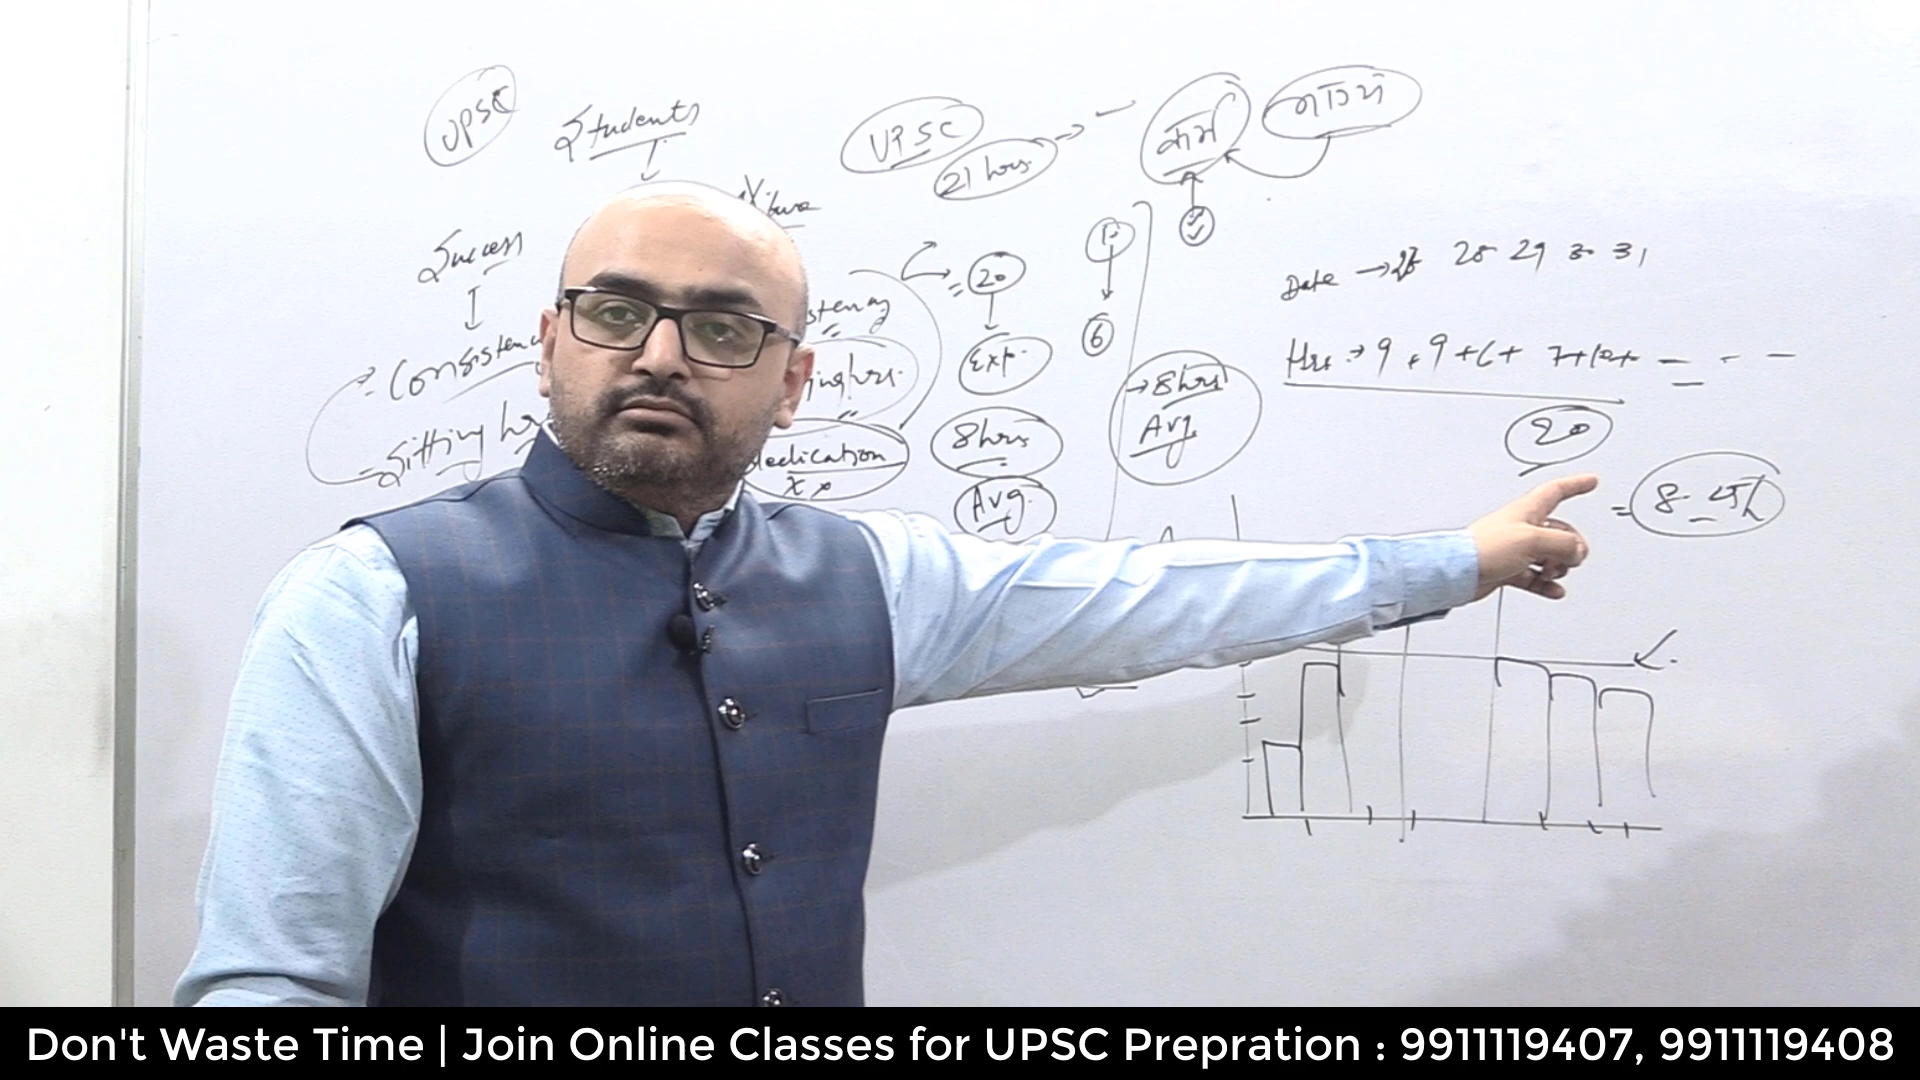 UPSC
Students
UPSC
21 hrs.
कार्य
Success
Consistency
Sitting hrs
dedication
20
Exp.
8 hrs
Avg.
6
→ 8 hrs
Avg.
Date → 28 29 30 31
Hrs. → 9 + 9 + 6 + 7 + 10 +
20
Don't Waste Time | Join Online Classes for UPSC Prepration : 9911119407, 9911119408